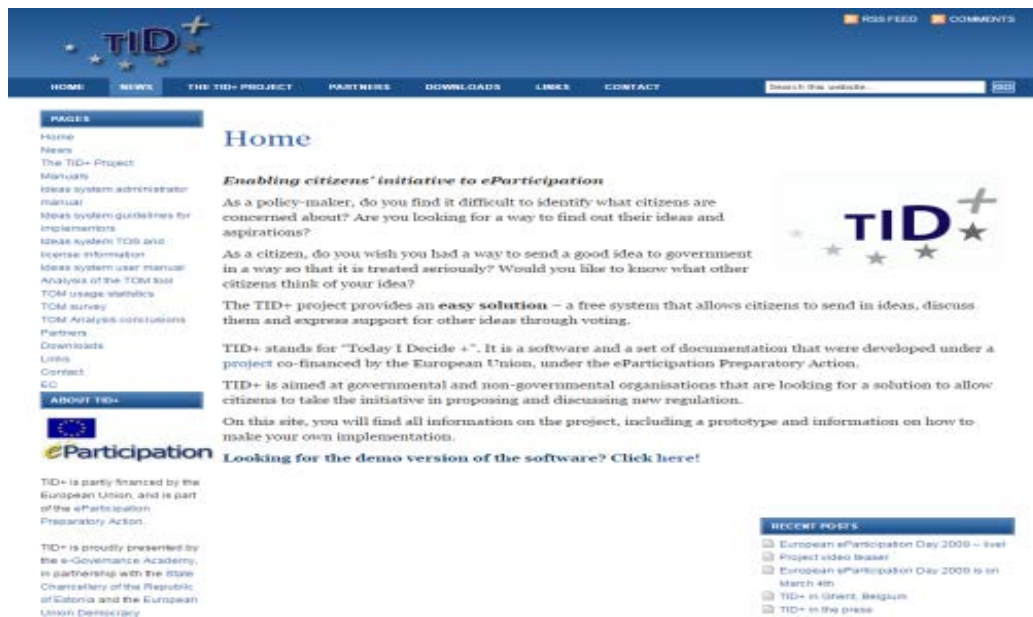 RSS FEED COMMENTS
TID+
HOME NEWS THE TID+ PROJECT PARTNERS DOWNLOADS LINKS CONTACT Search this website... GO
PAGES
Home
News
The TID+ Project
Manuals
Ideas system administrator
manual
Ideas system guidelines for
implementors
Ideas system TOS and
license information
Ideas system user manual
Analysis of the TOM tool
TOM usage statistics
TOM survey
TOM Analysis conclusions
Partners
Downloads
Links
Contact
EC
ABOUT TID+
eParticipation
TID+ is partly financed by the
European Union, and is part
of the eParticipation
Preparatory Action.
TID+ is proudly presented by
the e-Governance Academy,
in partnership with the State
Chancellery of the Republic
of Estonia and the European
Union Democracy
Home
Enabling citizens' initiative to eParticipation
As a policy-maker, do you find it difficult to identify what citizens are
concerned about? Are you looking for a way to find out their ideas and
aspirations?
As a citizen, do you wish you had a way to send a good idea to government
in a way so that it is treated seriously? Would you like to know what other
citizens think of your idea?
The TID+ project provides an easy solution – a free system that allows citizens to send in ideas, discuss
them and express support for other ideas through voting.
TID+ stands for "Today I Decide +". It is a software and a set of documentation that were developed under a
project co-financed by the European Union, under the eParticipation Preparatory Action.
TID+ is aimed at governmental and non-governmental organisations that are looking for a solution to allow
citizens to take the initiative in proposing and discussing new regulation.
On this site, you will find all information on the project, including a prototype and information on how to
make your own implementation.
Looking for the demo version of the software? Click here!
TID+
RECENT POSTS
European eParticipation Day 2009 – live!
Project video teaser
European eParticipation Day 2009 is on
March 4th
TID+ in Ghent, Belgium
TID+ in the press